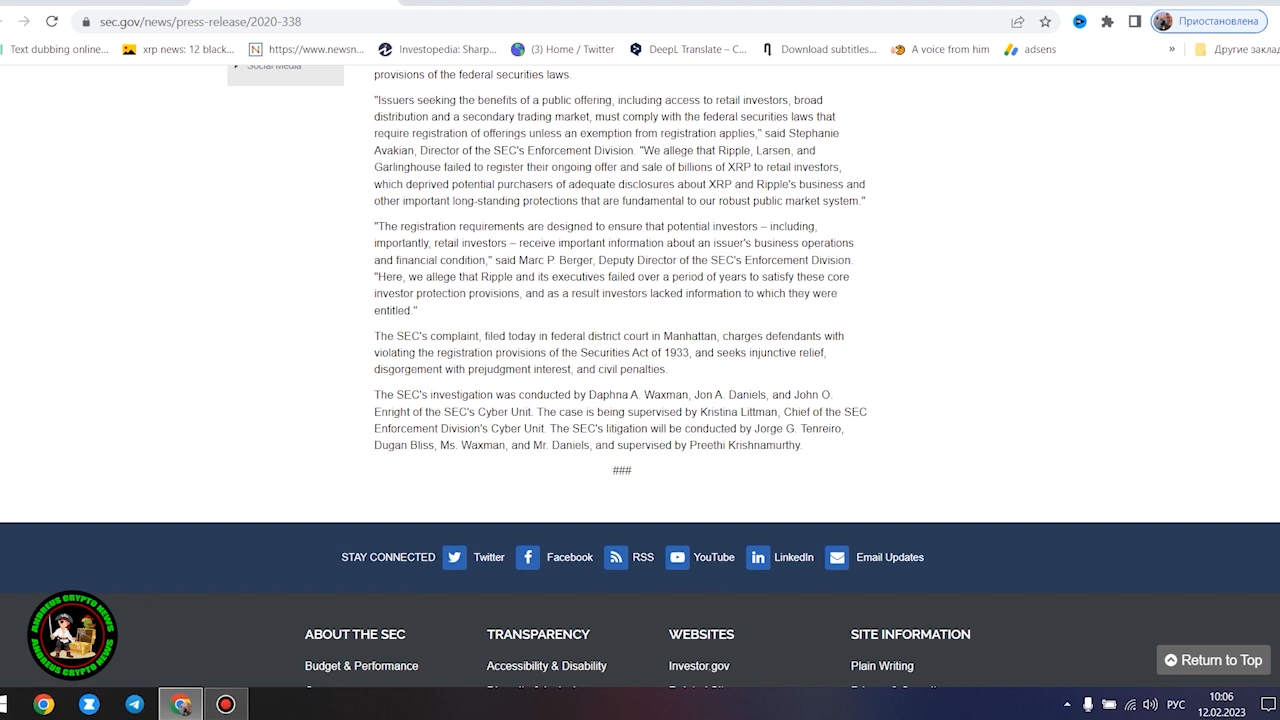 sec.gov/news/press-release/2020-338
Приостановлена
Text dubbing online...
xrp news: 12 black...
https://www.newsn...
Investopedia: Sharp...
(3) Home / Twitter
DeepL Translate – C...
Download subtitles...
A voice from him
adsens
»
Другие заклад
Social Media
provisions of the federal securities laws.
"Issuers seeking the benefits of a public offering, including access to retail investors, broad
distribution and a secondary trading market, must comply with the federal securities laws that
require registration of offerings unless an exemption from registration applies," said Stephanie
Avakian, Director of the SEC's Enforcement Division. "We allege that Ripple, Larsen, and
Garlinghouse failed to register their ongoing offer and sale of billions of XRP to retail investors,
which deprived potential purchasers of adequate disclosures about XRP and Ripple's business and
other important long-standing protections that are fundamental to our robust public market system."
"The registration requirements are designed to ensure that potential investors – including,
importantly, retail investors – receive important information about an issuer's business operations
and financial condition," said Marc P. Berger, Deputy Director of the SEC's Enforcement Division.
"Here, we allege that Ripple and its executives failed over a period of years to satisfy these core
investor protection provisions, and as a result investors lacked information to which they were
entitled."
The SEC's complaint, filed today in federal district court in Manhattan, charges defendants with
violating the registration provisions of the Securities Act of 1933, and seeks injunctive relief,
disgorgement with prejudgment interest, and civil penalties.
The SEC's investigation was conducted by Daphna A. Waxman, Jon A. Daniels, and John O.
Enright of the SEC's Cyber Unit. The case is being supervised by Kristina Littman, Chief of the SEC
Enforcement Division's Cyber Unit. The SEC's litigation will be conducted by Jorge G. Tenreiro,
Dugan Bliss, Ms. Waxman, and Mr. Daniels, and supervised by Preethi Krishnamurthy.
###
STAY CONNECTED Twitter Facebook RSS YouTube LinkedIn Email Updates
ANDREUS CRYPTO NEWS
ANDREUS CRYPTO NEWS
ABOUT THE SEC
TRANSPARENCY
WEBSITES
SITE INFORMATION
Budget & Performance
Accessibility & Disability
Investor.gov
Plain Writing
Return to Top
РУС
10:06
12.02.2023